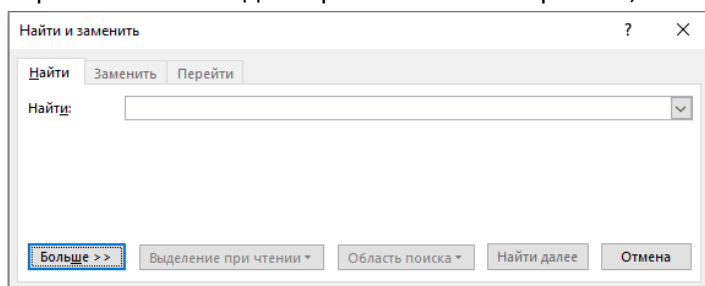 Найти и заменить ? ×
Найти Заменить Перейти
Найти:
Больше >> Выделение при чтении Область поиска Найти далее Отмена